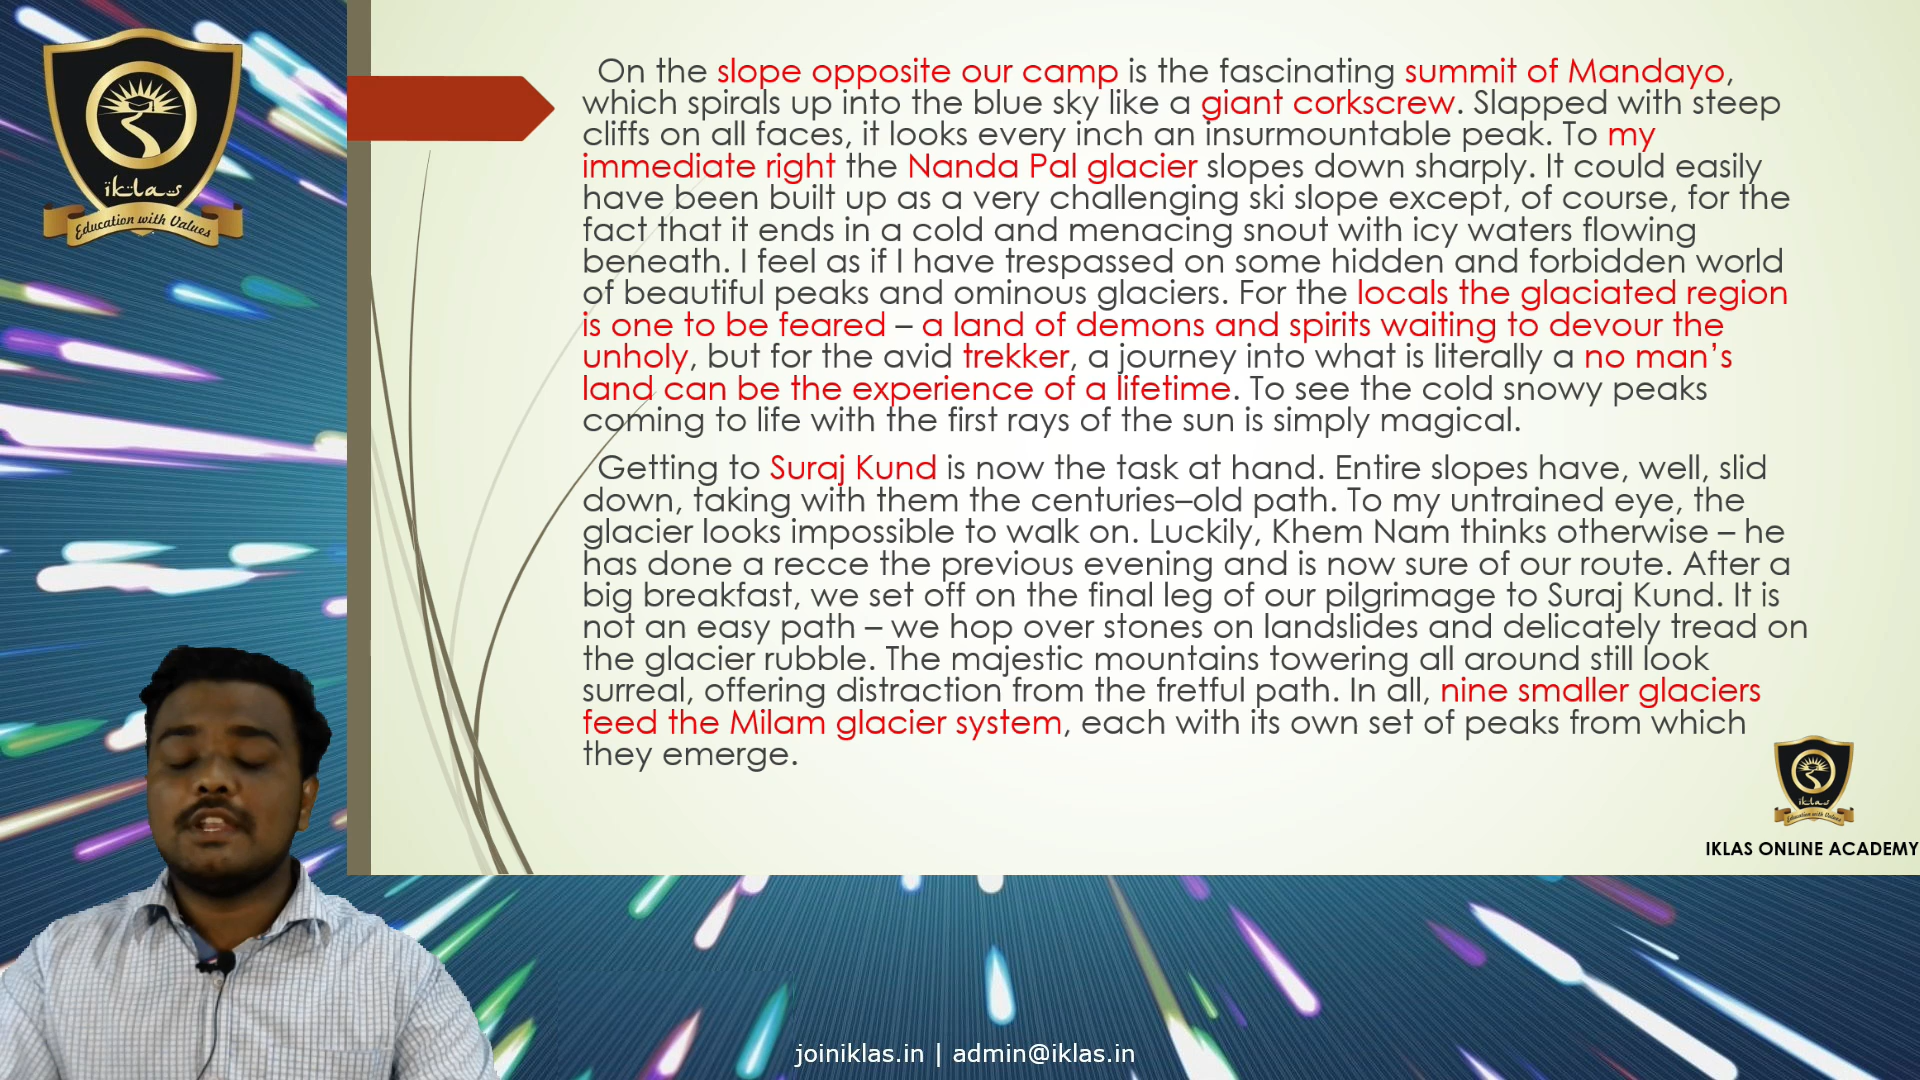 iklas
Education with Values
On the slope opposite our camp is the fascinating summit of Mandayo,
which spirals up into the blue sky like a giant corkscrew. Slapped with steep
cliffs on all faces, it looks every inch an insurmountable peak. To my
immediate right the Nanda Pal glacier slopes down sharply. It could easily
have been built up as a very challenging ski slope except, of course, for the
fact that it ends in a cold and menacing snout with icy waters flowing
beneath. I feel as if I have trespassed on some hidden and forbidden world
of beautiful peaks and ominous glaciers. For the locals the glaciated region
is one to be feared – a land of demons and spirits waiting to devour the
unholy, but for the avid trekker, a journey into what is literally a no man’s
land can be the experience of a lifetime. To see the cold snowy peaks
coming to life with the first rays of the sun is simply magical.
Getting to Suraj Kund is now the task at hand. Entire slopes have, well, slid
down, taking with them the centuries–old path. To my untrained eye, the
glacier looks impossible to walk on. Luckily, Khem Nam thinks otherwise – he
has done a recce the previous evening and is now sure of our route. After a
big breakfast, we set off on the final leg of our pilgrimage to Suraj Kund. It is
not an easy path – we hop over stones on landslides and delicately tread on
the glacier rubble. The majestic mountains towering all around still look
surreal, offering distraction from the fretful path. In all, nine smaller glaciers
feed the Milam glacier system, each with its own set of peaks from which
they emerge.
iklas
Education with Values
IKLAS ONLINE ACADEMY
joiniklas.in | admin@iklas.in